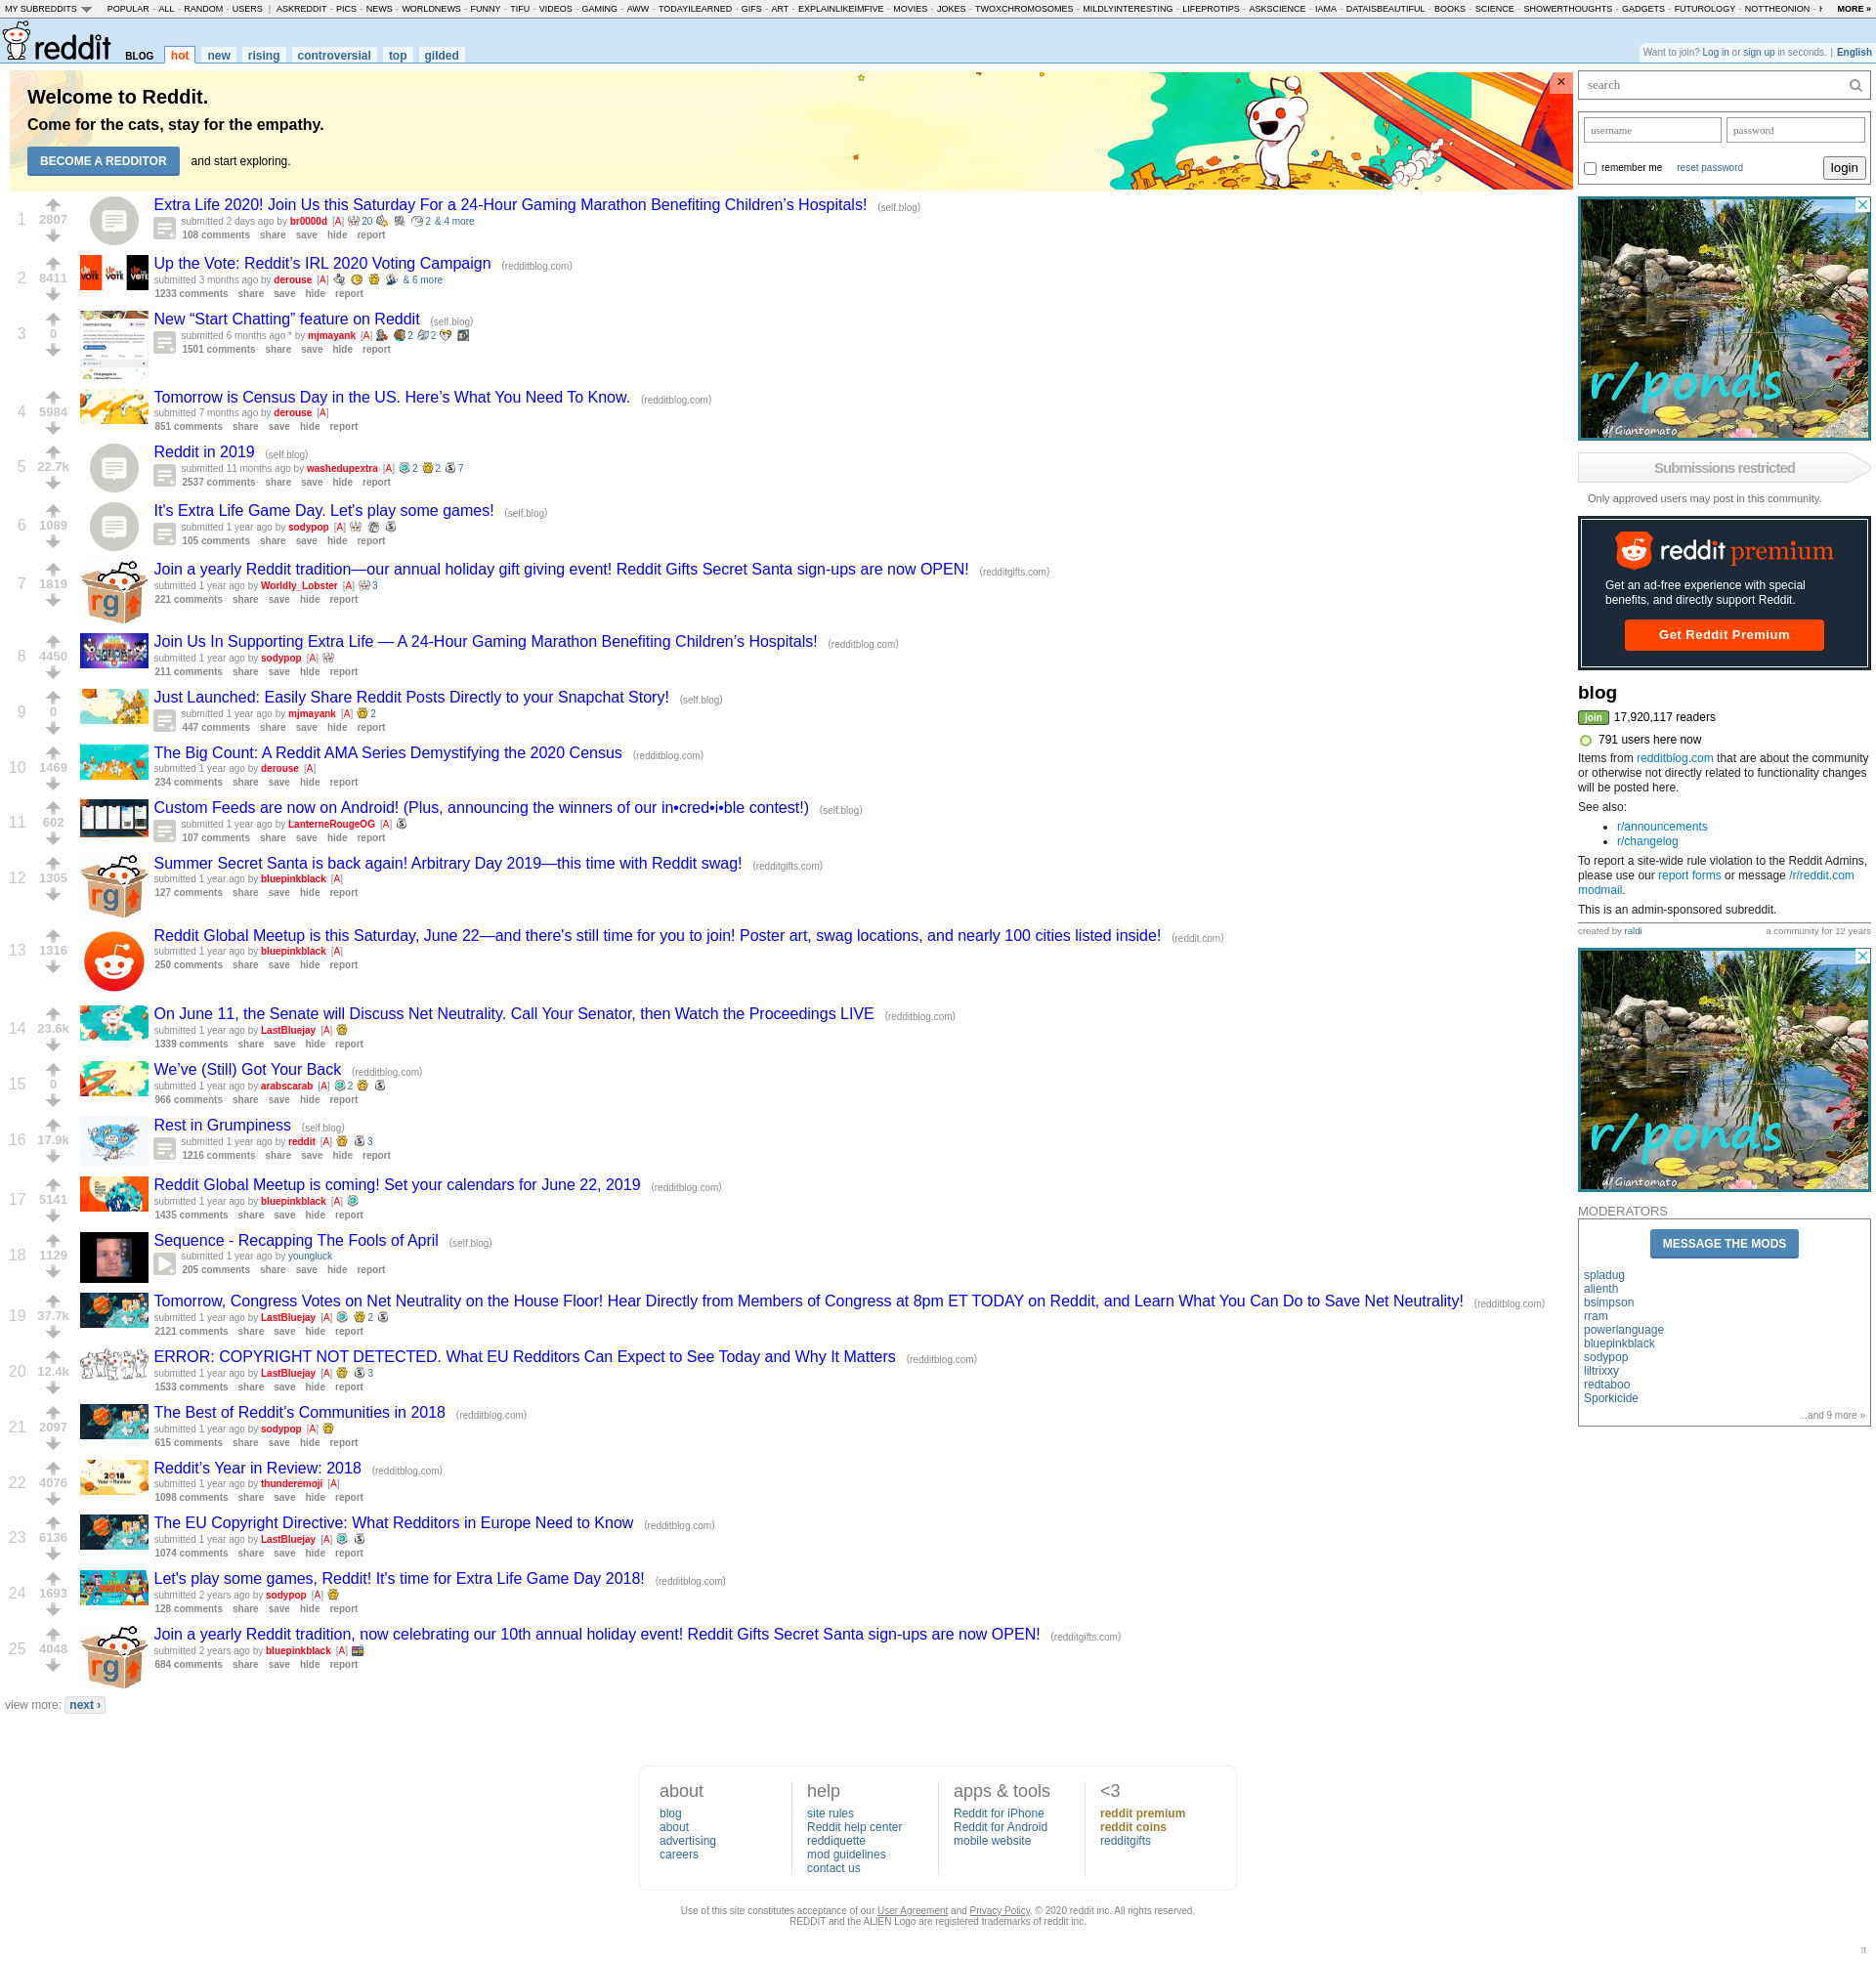 MY SUBREDDITS POPULAR - ALL - RANDOM - USERS | ASKREDDIT - PICS - NEWS - WORLDNEWS - FUNNY - TIFU - VIDEOS - GAMING - AWW - TODAYILEARNED - GIFS - ART - EXPLAINLIKEIMFIVE - MOVIES - JOKES - TWOXCHROMOSOMES - MILDLYINTERESTING - LIFEPROTIPS - ASKSCIENCE - IAMA - DATAISBEAUTIFUL - BOOKS - SCIENCE - SHOWERTHOUGHTS - GADGETS - FUTUROLOGY - NOTTHEONION - MORE »
reddit BLOG hot new rising controversial top gilded
Want to join? Log in or sign up in seconds. | English
Welcome to Reddit.
Come for the cats, stay for the empathy.
BECOME A REDDITOR and start exploring.
1 2807 Extra Life 2020! Join Us this Saturday For a 24-Hour Gaming Marathon Benefiting Children’s Hospitals! (self.blog)
submitted 2 days ago by br0000d [A] 20 2 & 4 more
108 comments share save hide report
2 8411 Up the Vote: Reddit’s IRL 2020 Voting Campaign (redditblog.com)
submitted 3 months ago by derouse [A] & 6 more
1233 comments share save hide report
3 0 New “Start Chatting” feature on Reddit (self.blog)
submitted 6 months ago * by mjmayank [A] 2 2
1501 comments share save hide report
4 5984 Tomorrow is Census Day in the US. Here’s What You Need To Know. (redditblog.com)
submitted 7 months ago by derouse [A]
851 comments share save hide report
5 22.7k Reddit in 2019 (self.blog)
submitted 11 months ago by washedupextra [A] 2 2 7
2537 comments share save hide report
6 1089 It's Extra Life Game Day. Let's play some games! (self.blog)
submitted 1 year ago by sodypop [A]
105 comments share save hide report
7 1819 Join a yearly Reddit tradition—our annual holiday gift giving event! Reddit Gifts Secret Santa sign-ups are now OPEN! (redditgifts.com)
submitted 1 year ago by Worldly_Lobster [A] 3
221 comments share save hide report
8 4450 Join Us In Supporting Extra Life — A 24-Hour Gaming Marathon Benefiting Children’s Hospitals! (redditblog.com)
submitted 1 year ago by sodypop [A]
211 comments share save hide report
9 0 Just Launched: Easily Share Reddit Posts Directly to your Snapchat Story! (self.blog)
submitted 1 year ago by mjmayank [A] 2
447 comments share save hide report
10 1469 The Big Count: A Reddit AMA Series Demystifying the 2020 Census (redditblog.com)
submitted 1 year ago by derouse [A]
234 comments share save hide report
11 602 Custom Feeds are now on Android! (Plus, announcing the winners of our in•cred•i•ble contest!) (self.blog)
submitted 1 year ago by LanterneRougeOG [A]
107 comments share save hide report
12 1305 Summer Secret Santa is back again! Arbitrary Day 2019—this time with Reddit swag! (redditgifts.com)
submitted 1 year ago by bluepinkblack [A]
127 comments share save hide report
13 1316 Reddit Global Meetup is this Saturday, June 22—and there's still time for you to join! Poster art, swag locations, and nearly 100 cities listed inside! (reddit.com)
submitted 1 year ago by bluepinkblack [A]
250 comments share save hide report
14 23.6k On June 11, the Senate will Discuss Net Neutrality. Call Your Senator, then Watch the Proceedings LIVE (redditblog.com)
submitted 1 year ago by LastBluejay [A]
1339 comments share save hide report
15 0 We’ve (Still) Got Your Back (redditblog.com)
submitted 1 year ago by arabscarab [A] 2
966 comments share save hide report
16 17.9k Rest in Grumpiness (self.blog)
submitted 1 year ago by reddit [A] 3
1216 comments share save hide report
17 5141 Reddit Global Meetup is coming! Set your calendars for June 22, 2019 (redditblog.com)
submitted 1 year ago by bluepinkblack [A]
1435 comments share save hide report
18 1129 Sequence - Recapping The Fools of April (self.blog)
submitted 1 year ago by youngluck
205 comments share save hide report
19 37.7k Tomorrow, Congress Votes on Net Neutrality on the House Floor! Hear Directly from Members of Congress at 8pm ET TODAY on Reddit, and Learn What You Can Do to Save Net Neutrality! (redditblog.com)
submitted 1 year ago by LastBluejay [A] 2
2121 comments share save hide report
20 12.4k ERROR: COPYRIGHT NOT DETECTED. What EU Redditors Can Expect to See Today and Why It Matters (redditblog.com)
submitted 1 year ago by LastBluejay [A] 3
1533 comments share save hide report
21 2097 The Best of Reddit’s Communities in 2018 (redditblog.com)
submitted 1 year ago by sodypop [A]
615 comments share save hide report
22 4076 Reddit’s Year in Review: 2018 (redditblog.com)
submitted 1 year ago by thunderemoji [A]
1098 comments share save hide report
23 6136 The EU Copyright Directive: What Redditors in Europe Need to Know (redditblog.com)
submitted 1 year ago by LastBluejay [A]
1074 comments share save hide report
24 1693 Let's play some games, Reddit! It's time for Extra Life Game Day 2018! (redditblog.com)
submitted 2 years ago by sodypop [A]
128 comments share save hide report
25 4048 Join a yearly Reddit tradition, now celebrating our 10th annual holiday event! Reddit Gifts Secret Santa sign-ups are now OPEN! (redditgifts.com)
submitted 2 years ago by bluepinkblack [A]
684 comments share save hide report
view more: next ›
search
username password
remember me reset password login
r/ponds
u/Giantomato
Submissions restricted
Only approved users may post in this community.
reddit premium
Get an ad-free experience with special
benefits, and directly support Reddit.
Get Reddit Premium
blog
join 17,920,117 readers
791 users here now
Items from redditblog.com that are about the community
or otherwise not directly related to functionality changes
will be posted here.
See also:
• r/announcements
• r/changelog
To report a site-wide rule violation to the Reddit Admins,
please use our report forms or message /r/reddit.com
modmail.
This is an admin-sponsored subreddit.
created by raldi a community for 12 years
r/ponds
u/Giantomato
MODERATORS
MESSAGE THE MODS
spladug
alienth
bsimpson
rram
powerlanguage
bluepinkblack
sodypop
liltrixxy
redtaboo
Sporkicide
...and 9 more »
about
blog
about
advertising
careers
help
site rules
Reddit help center
reddiquette
mod guidelines
contact us
apps & tools
Reddit for iPhone
Reddit for Android
mobile website
<3
reddit premium
reddit coins
redditgifts
Use of this site constitutes acceptance of our User Agreement and Privacy Policy. © 2020 reddit inc. All rights reserved.
REDDIT and the ALIEN Logo are registered trademarks of reddit inc.
π